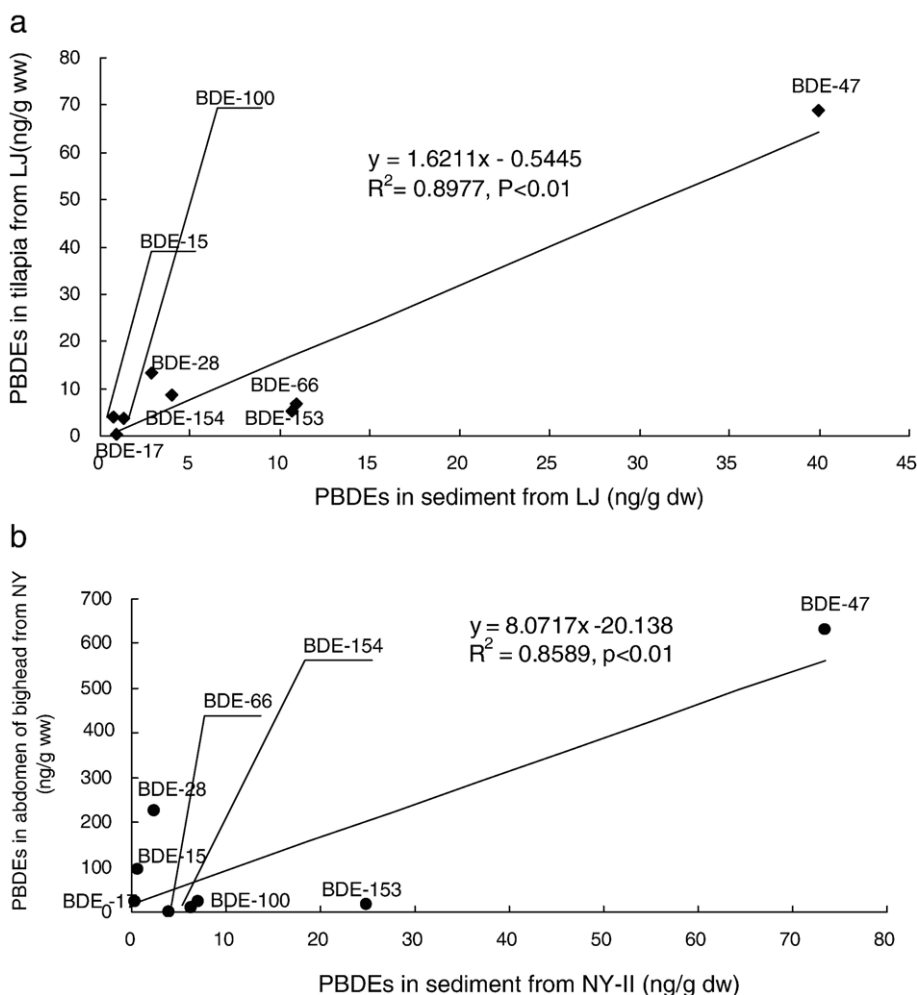 a
80
70
60
50
40
30
20
10
0
PBDEs in tilapia from LJ(ng/g ww)
BDE-100
BDE-47
y = 1.6211x - 0.5445
R²= 0.8977, P<0.01
BDE-15
BDE-28
BDE-66
BDE-154
BDE-153
BDE-17
0 5 10 15 20 25 30 35 40 45
PBDEs in sediment from LJ (ng/g dw)
b
700
600
500
400
300
200
100
0
PBDEs in abdomen of bighead from NY
(ng/g ww)
BDE-47
y = 8.0717x -20.138
R² = 0.8589, p<0.01
BDE-154
BDE-66
BDE-28
BDE-15
BDE-17
BDE-100
BDE-153
0 10 20 30 40 50 60 70 80
PBDEs in sediment from NY-II (ng/g dw)